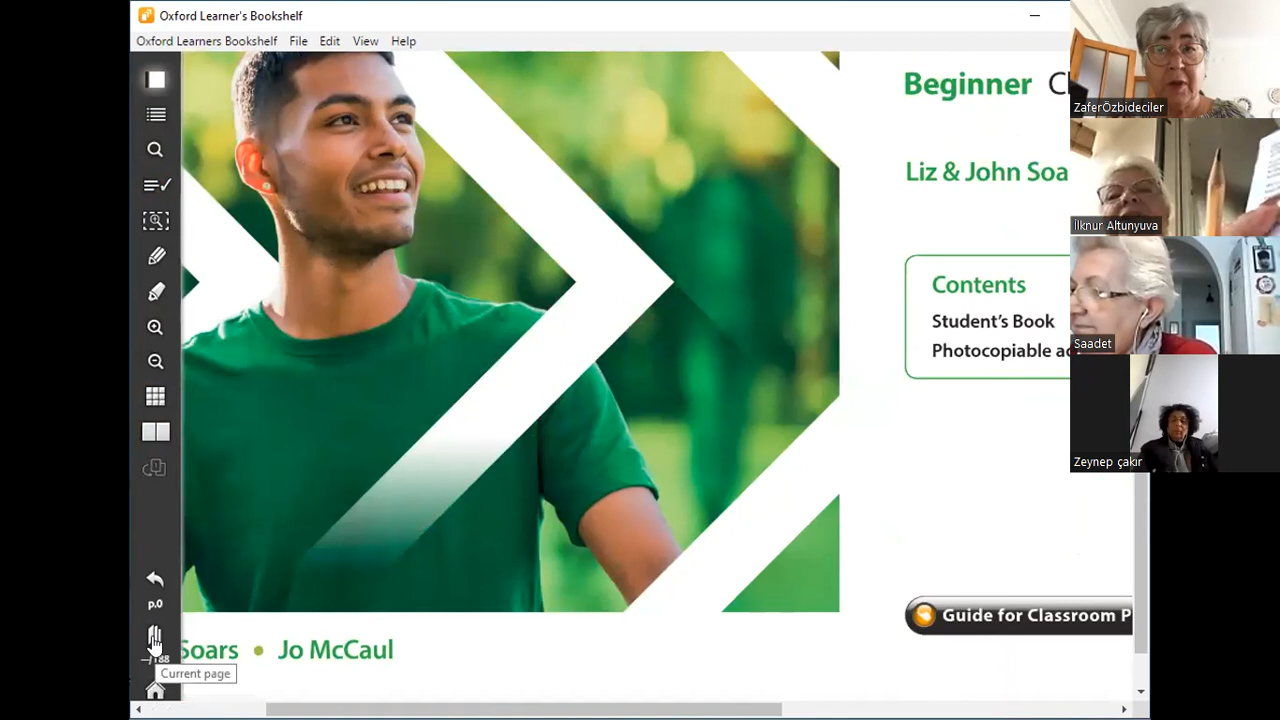 Oxford Learner's Bookshelf
Oxford Learners Bookshelf File Edit View Help
Beginner
Liz & John Soa
Contents
Student's Book
Photocopiable
Guide for Classroom P
Soars • Jo McCaul
p.0
Current page
ZaferÖzbideciler
İlknur Altunyuva
Saadet
Zeynep çakır